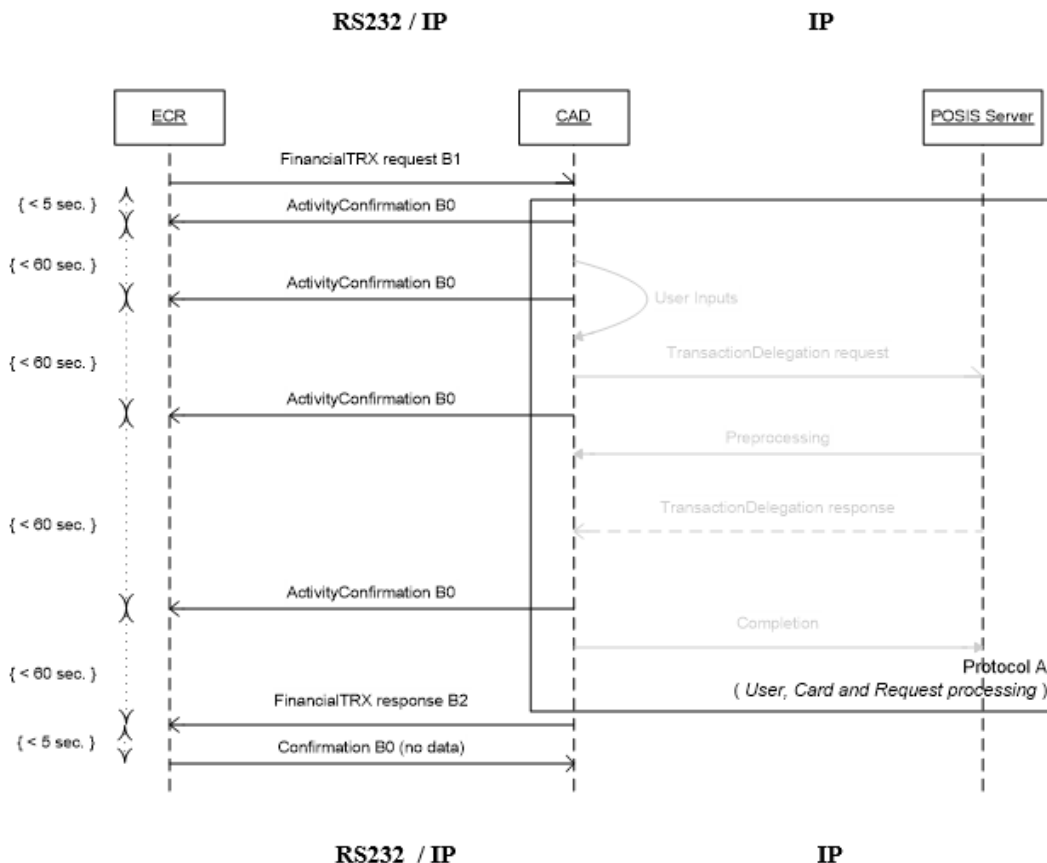 RS232 / IP IP
ECR CAD POSIS Server
FinancialTRX request B1
{ < 5 sec. }
ActivityConfirmation B0
{ < 60 sec. }
ActivityConfirmation B0
User Inputs
{ < 60 sec. }
TransactionDelegation request
ActivityConfirmation B0
Preprocessing
TransactionDelegation response
{ < 60 sec. }
ActivityConfirmation B0
Completion
{ < 60 sec. }
Protocol A
( User, Card and Request processing )
FinancialTRX response B2
{ < 5 sec. }
Confirmation B0 (no data)
RS232 / IP IP